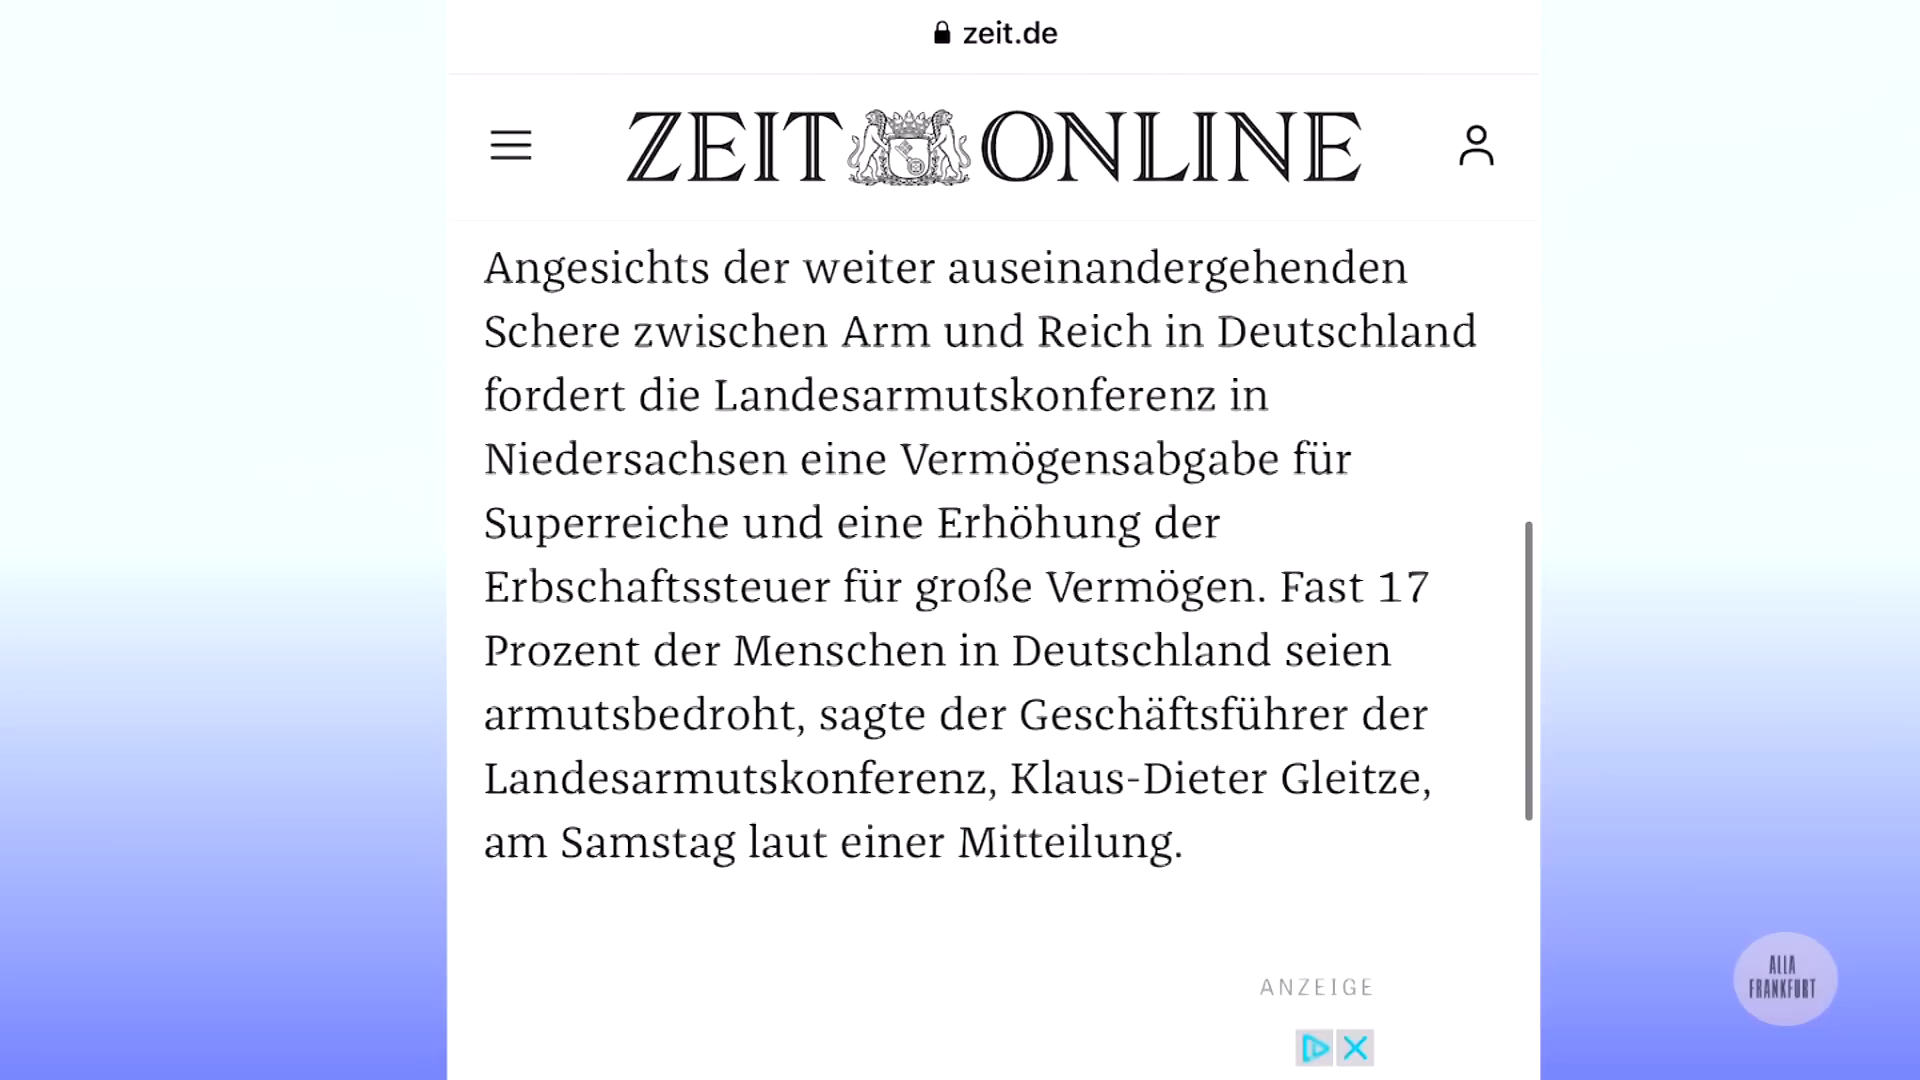 zeit.de
ZEIT ONLINE
Angesichts der weiter auseinandergehenden
Schere zwischen Arm und Reich in Deutschland
fordert die Landesarmutskonferenz in
Niedersachsen eine Vermögensabgabe für
Superreiche und eine Erhöhung der
Erbschaftssteuer für große Vermögen. Fast 17
Prozent der Menschen in Deutschland seien
armutsbedroht, sagte der Geschäftsführer der
Landesarmutskonferenz, Klaus-Dieter Gleitze,
am Samstag laut einer Mitteilung.
ANZEIGE
ALLA
FRANKFURT